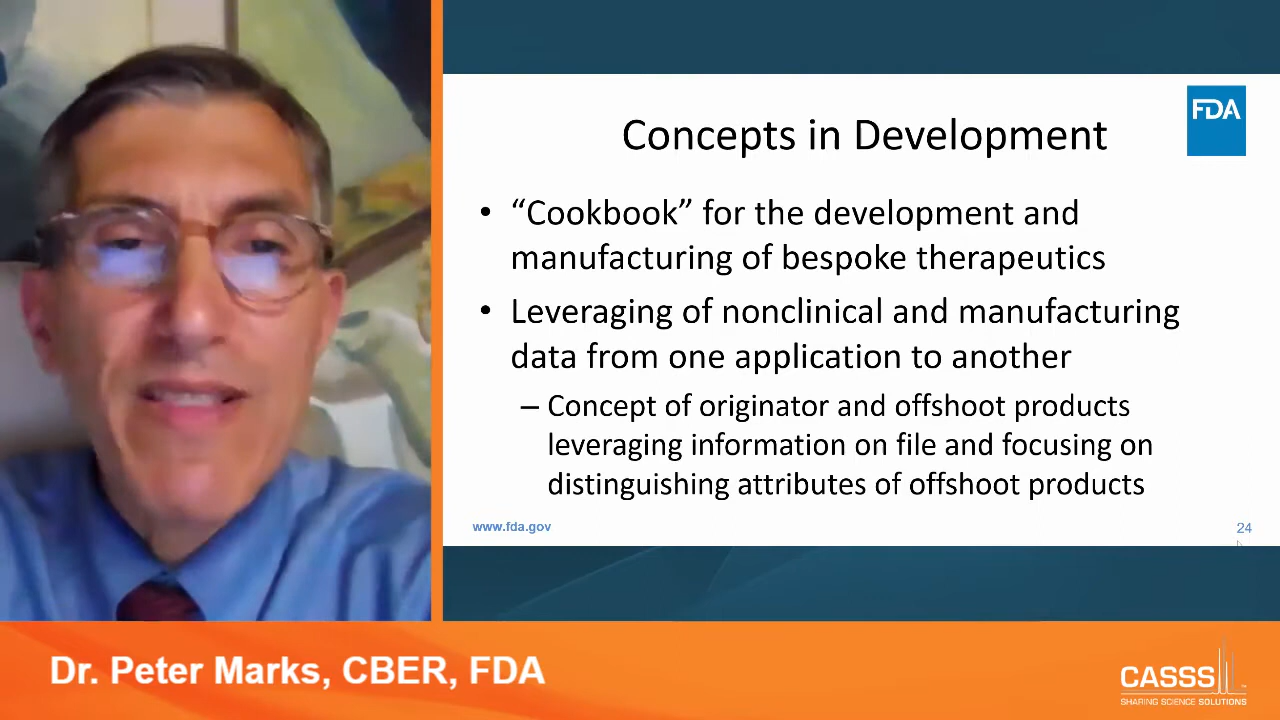 FDA
Concepts in Development
• “Cookbook” for the development and
manufacturing of bespoke therapeutics
• Leveraging of nonclinical and manufacturing
data from one application to another
– Concept of originator and offshoot products
leveraging information on file and focusing on
distinguishing attributes of offshoot products
www.fda.gov
24
Dr. Peter Marks, CBER, FDA
CASSS
SHARING SCIENCE SOLUTIONS